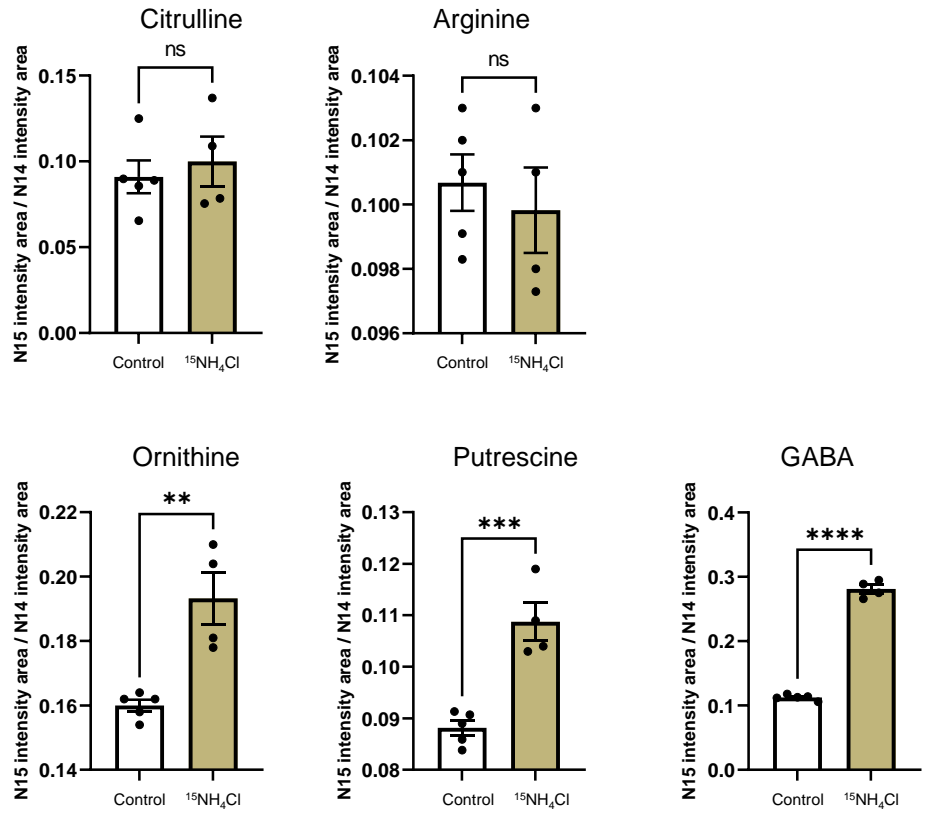 Citrulline
ns
N15 intensity area / N14 intensity area
0.15
0.10
0.05
0.00
Control
¹⁵NH₄Cl
Arginine
ns
N15 intensity area / N14 intensity area
0.104
0.102
0.100
0.098
0.096
Control
¹⁵NH₄Cl
Ornithine
**
N15 intensity area / N14 intensity area
0.22
0.20
0.18
0.16
0.14
Control
¹⁵NH₄Cl
Putrescine
***
N15 intensity area / N14 intensity area
0.13
0.12
0.11
0.10
0.09
0.08
Control
¹⁵NH₄Cl
GABA
****
N15 intensity area / N14 intensity area
0.4
0.3
0.2
0.1
0.0
Control
¹⁵NH₄Cl